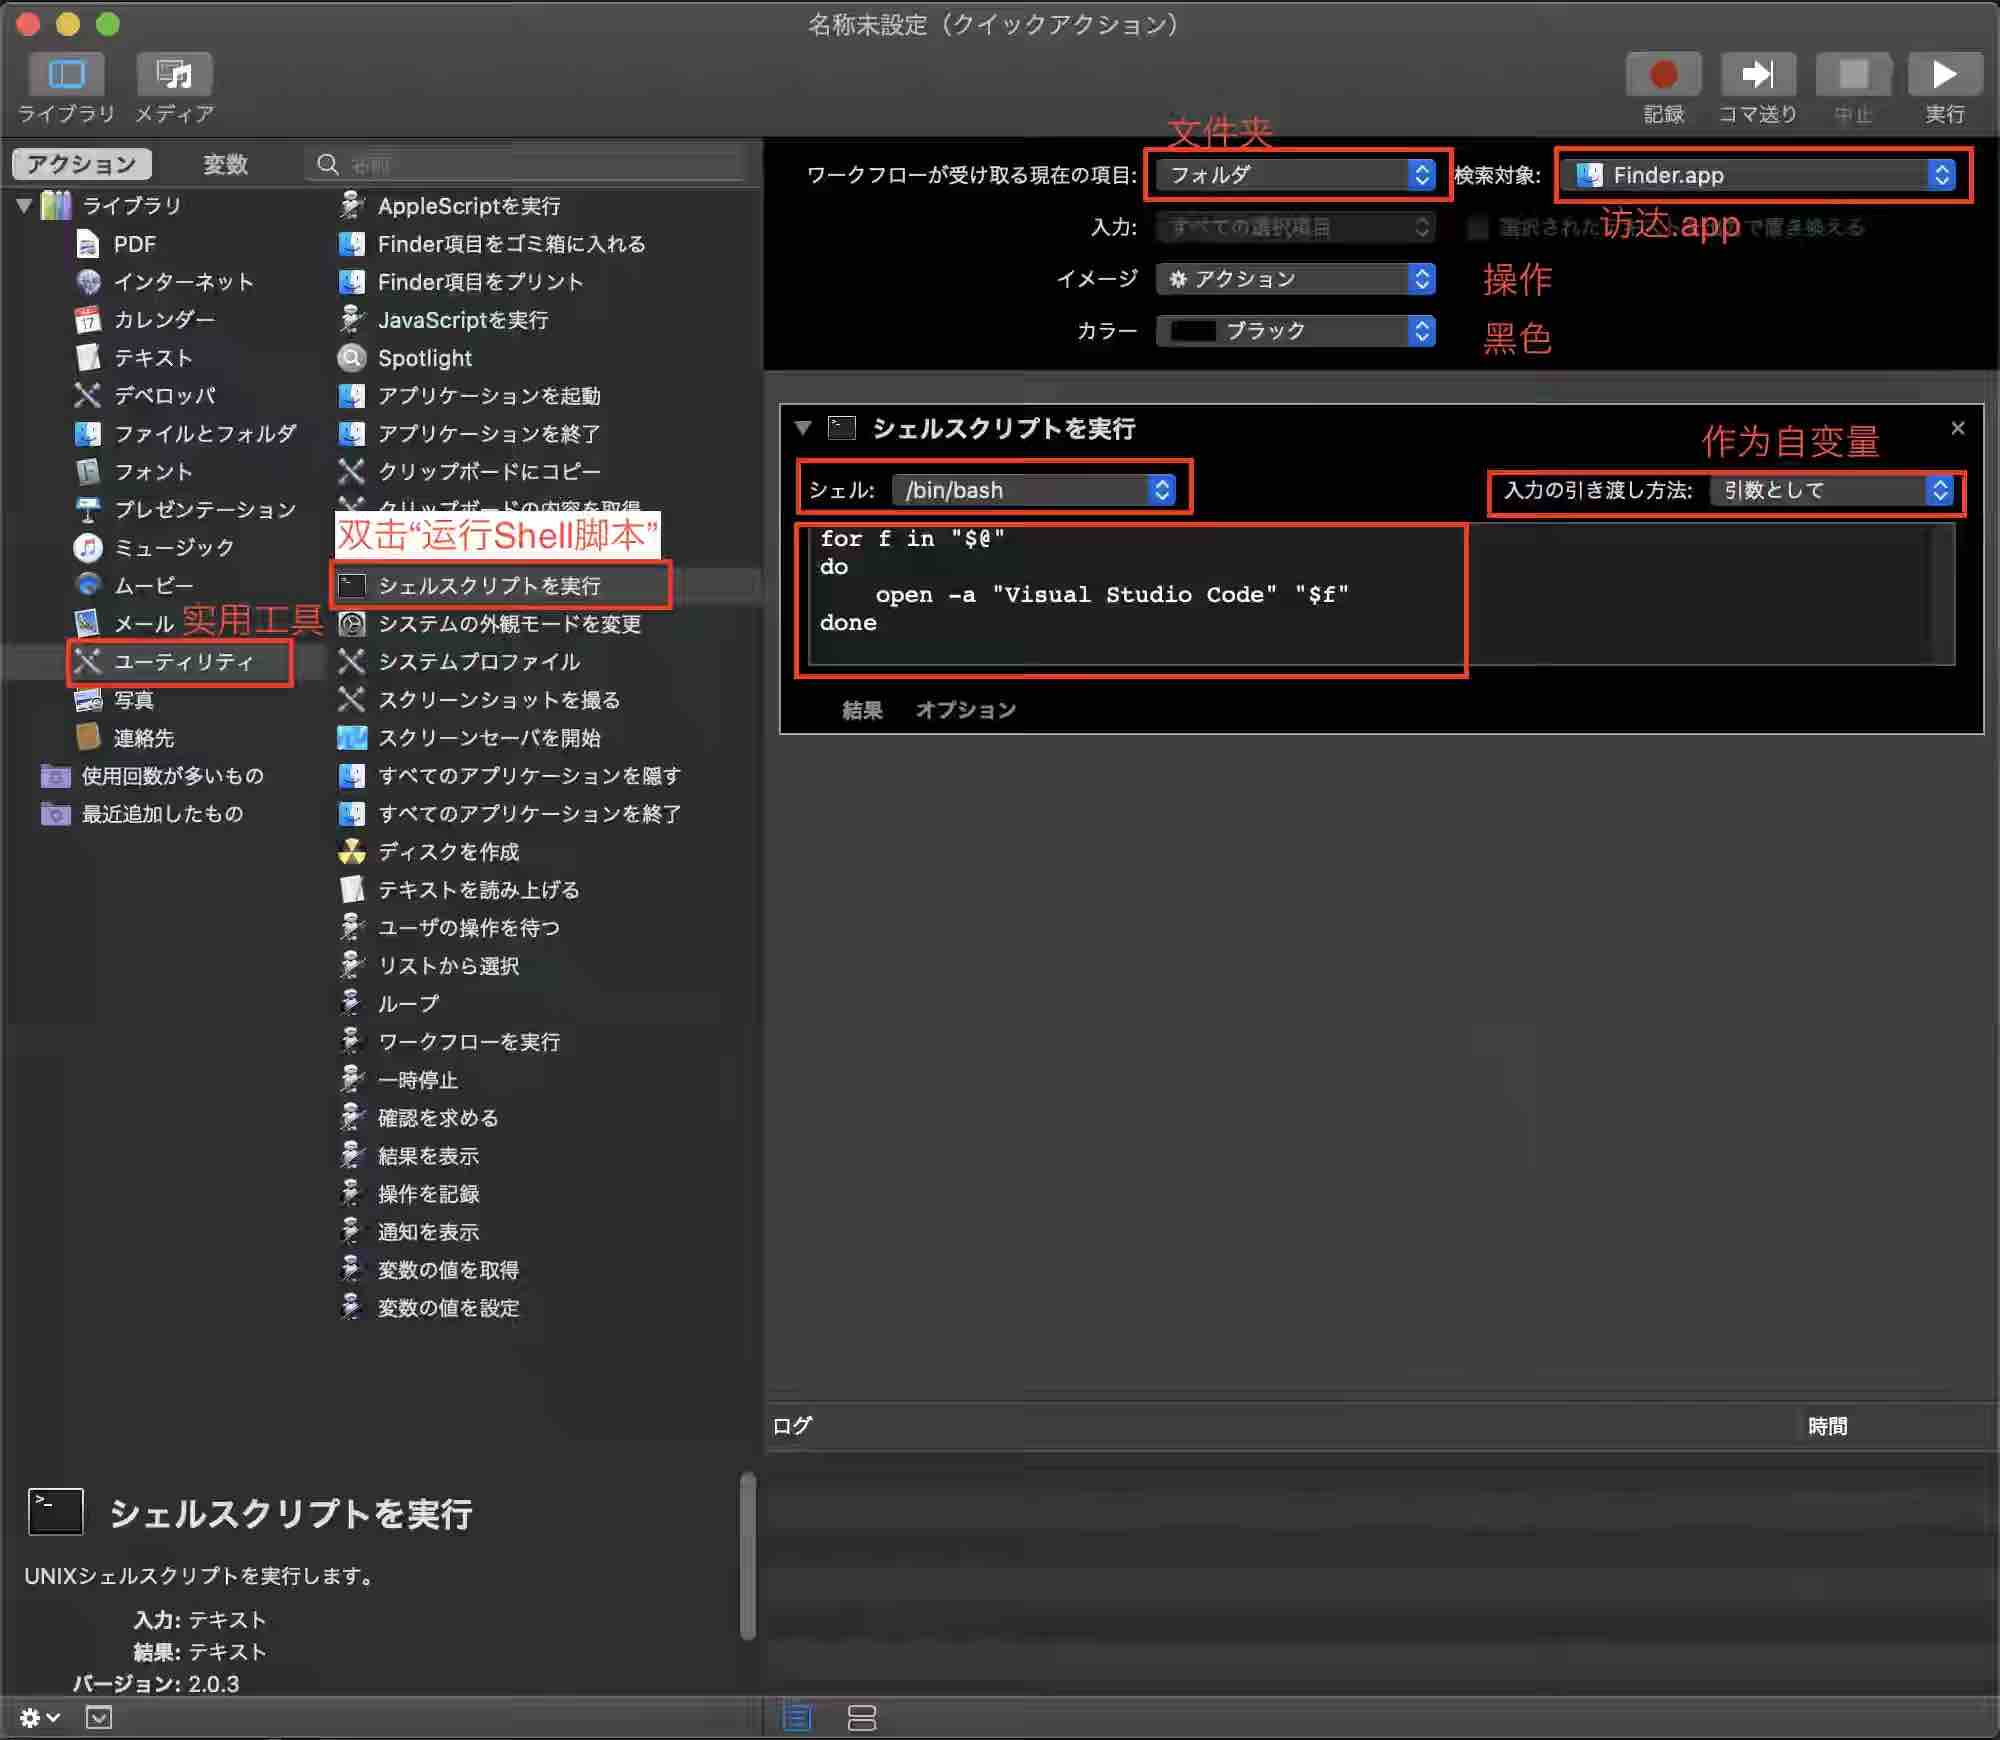 名称未設定（クイックアクション）
ライブラリ
メディア
記録
コマ送り
中止
実行
アクション
変数
名前
ライブラリ
PDF
インターネット
カレンダー
テキスト
デベロッパ
ファイルとフォルダ
フォント
プレゼンテーション
ミュージック
ムービー
メール
实用工具
ユーティリティ
写真
連絡先
使用回数が多いもの
最近追加したもの
AppleScriptを実行
Finder項目をゴミ箱に入れる
Finder項目をプリント
JavaScriptを実行
Spotlight
アプリケーションを起動
アプリケーションを終了
クリップボードにコピー
クリップボードの内容を取得
双击“运行Shell脚本”
シェルスクリプトを実行
システムの外観モードを変更
システムプロファイル
スクリーンショットを撮る
スクリーンセーバを開始
すべてのアプリケーションを隠す
すべてのアプリケーションを終了
ディスクを作成
テキストを読み上げる
ユーザの操作を待つ
リストから選択
ループ
ワークフローを実行
一時停止
確認を求める
結果を表示
操作を記録
通知を表示
変数の値を取得
変数の値を設定
文件夹
ワークフローが受け取る現在の項目: フォルダ 検索対象: Finder.app
访达.app
入力: すべての選択項目 選択された で置き換える
イメージ アクション 操作
カラー ブラック 黑色
シェルスクリプトを実行
作为自变量
シェル: /bin/bash 入力の引き渡し方法: 引数として
for f in "$@"
do
open -a "Visual Studio Code" "$f"
done
結果 オプション
ログ 時間
>_ シェルスクリプトを実行
UNIXシェルスクリプトを実行します。
入力: テキスト
結果: テキスト
バージョン: 2.0.3